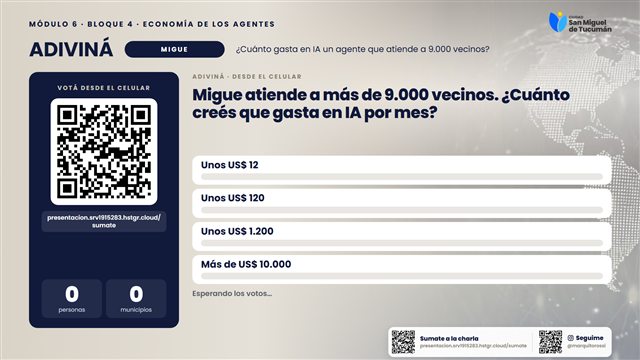 MÓDULO 6 · BLOQUE 4 · ECONOMÍA DE LOS AGENTES
Ciudad
San Miguel
de Tucumán
ADIVINÁ
MIGUE
¿Cuánto gasta en IA un agente que atiende a 9.000 vecinos?
VOTÁ DESDE EL CELULAR
presentacion.srv1915283.hstgr.cloud/
sumate
0
personas
0
municipios
ADIVINÁ · DESDE EL CELULAR
Migue atiende a más de 9.000 vecinos. ¿Cuánto
creés que gasta en IA por mes?
Unos US$ 12
Unos US$ 120
Unos US$ 1.200
Más de US$ 10.000
Esperando los votos…
Sumate a la charla
presentacion.srv1915283.hstgr.cloud/sumate
Seguime
@marquitorossi